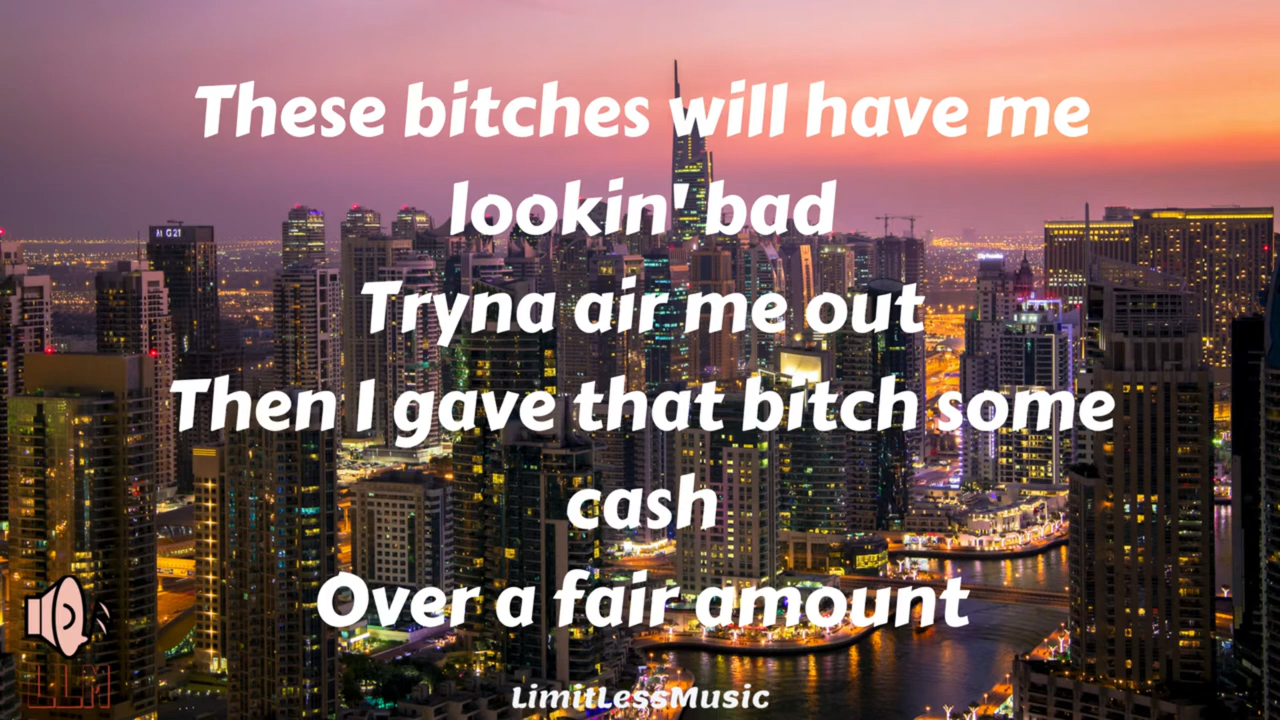 These bitches will have me
lookin' bad
Tryna air me out
Then I gave that bitch some
cash
Over a fair amount
LLM
LimitLessMusic